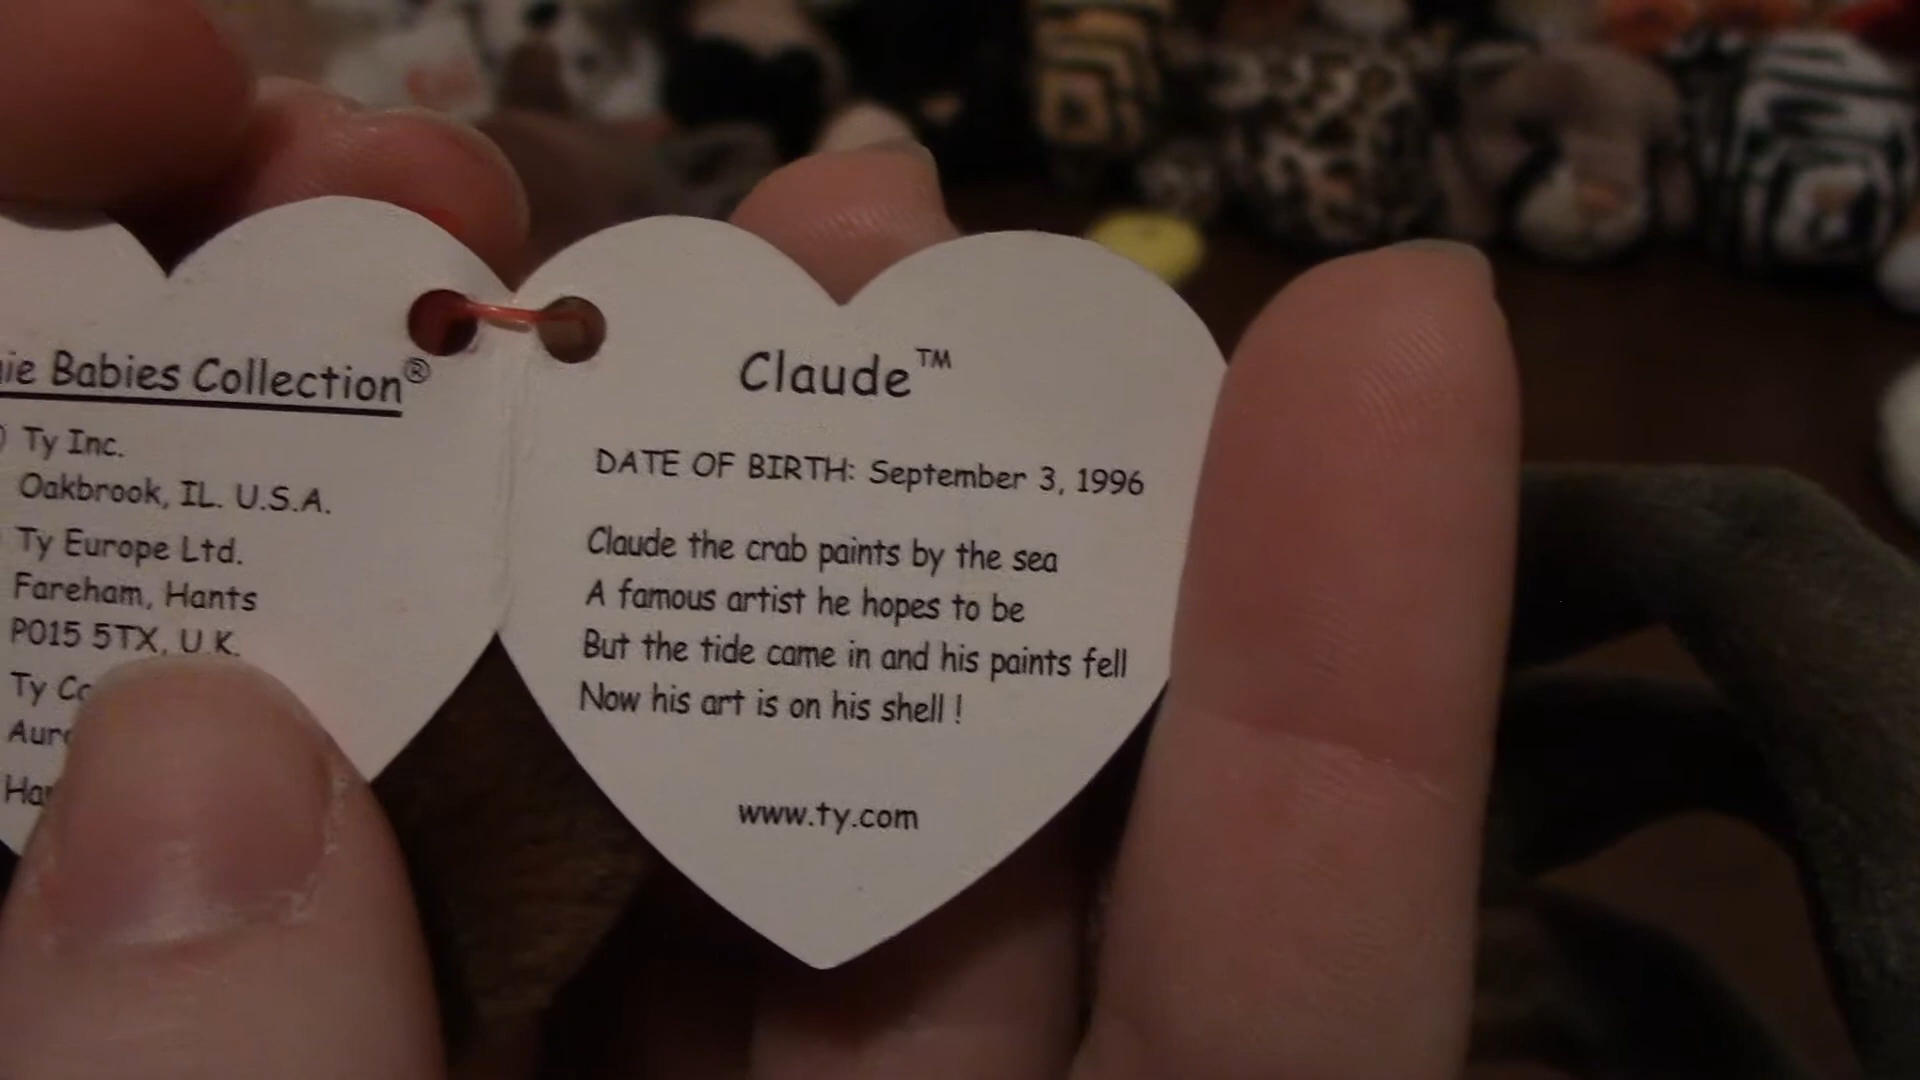 Babies Collection®
Ty Inc.
Oakbrook, IL. U.S.A.
Ty Europe Ltd.
Fareham, Hants
PO15 5TX, U K.
Ty
Claude™
DATE OF BIRTH: September 3, 1996
Claude the crab paints by the sea
A famous artist he hopes to be
But the tide came in and his paints fell
Now his art is on his shell !
www.ty.com